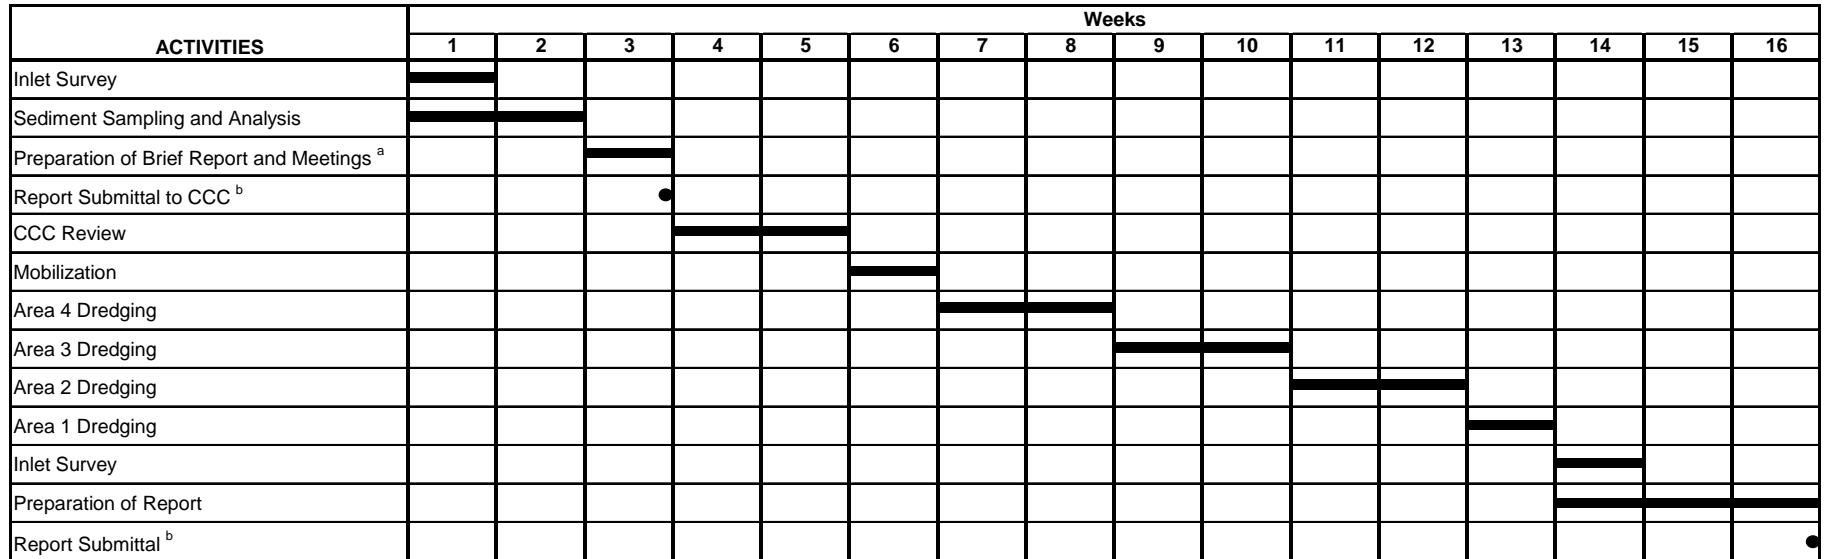 Weeks
ACTIVITIES 1 2 3 4 5 6 7 8 9 10 11 12 13 14 15 16
Inlet Survey
Sediment Sampling and Analysis
Preparation of Brief Report and Meetings a
Report Submittal to CCC b
CCC Review
Mobilization
Area 4 Dredging
Area 3 Dredging
Area 2 Dredging
Area 1 Dredging
Inlet Survey
Preparation of Report
Report Submittal b